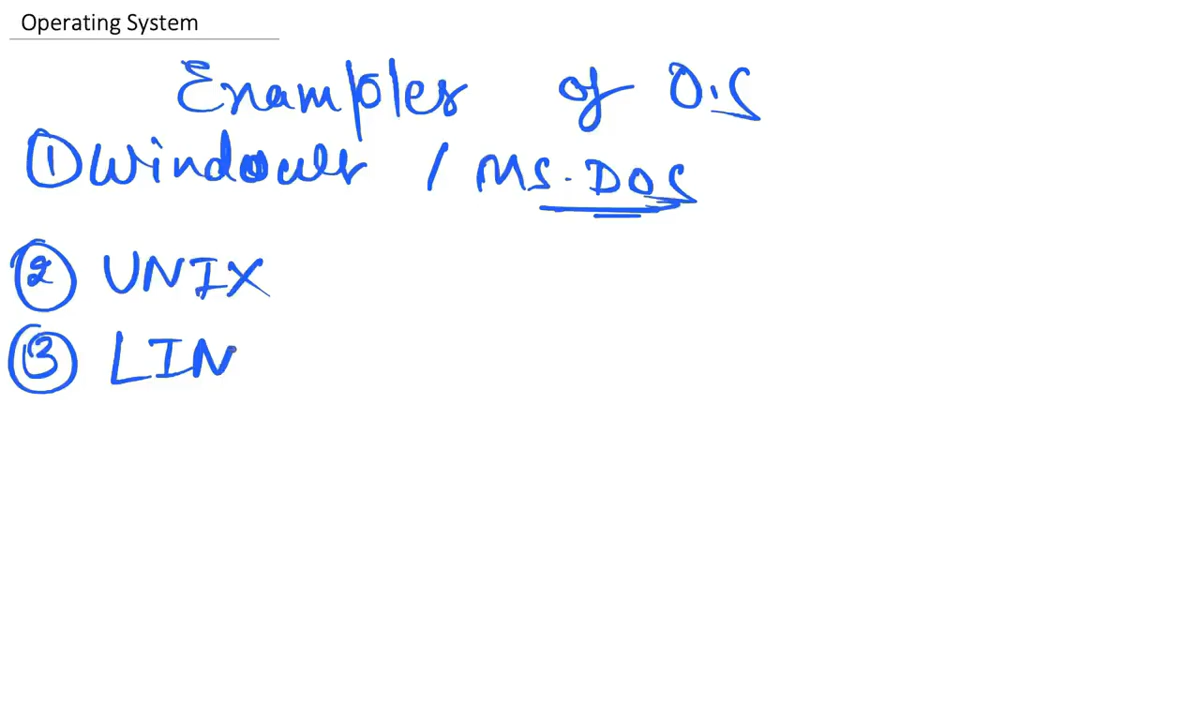 Operating System
Examples of O.S
① Windows / MS-DOS
② UNIX
③ LIN